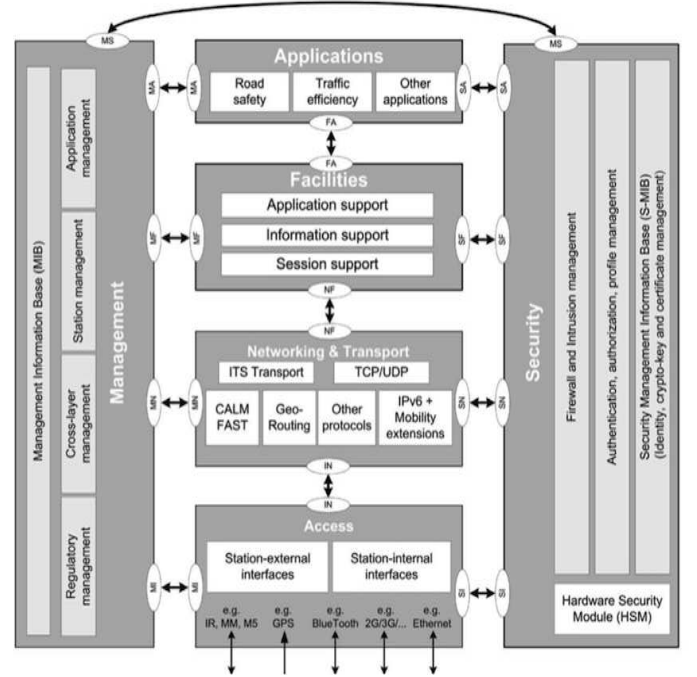 MS
MS
Management Information Base (MIB)
Application
management
Station management
Cross-layer
management
Regulatory
management
Management
MA
MA
MF
MF
MN
MN
MI
MI
Applications
Road
safety
Traffic
efficiency
Other
applications
FA
FA
Facilities
Application support
Information support
Session support
NF
NF
Networking & Transport
ITS Transport
TCP/UDP
CALM
FAST
Geo-
Routing
Other
protocols
IPv6 +
Mobility
extensions
IN
IN
Access
Station-external
interfaces
Station-internal
interfaces
e.g.
IR, MM, M5
e.g.
GPS
e.g.
BlueTooth
e.g.
2G/3G/...
e.g.
Ethernet
SA
SA
SF
SF
SN
SN
SI
SI
Security
Firewall and Intrusion management
Authentication, authorization, profile management
Security Management Information Base (S-MIB)
(Identity, crypto-key and certificate management)
Hardware Security
Module (HSM)